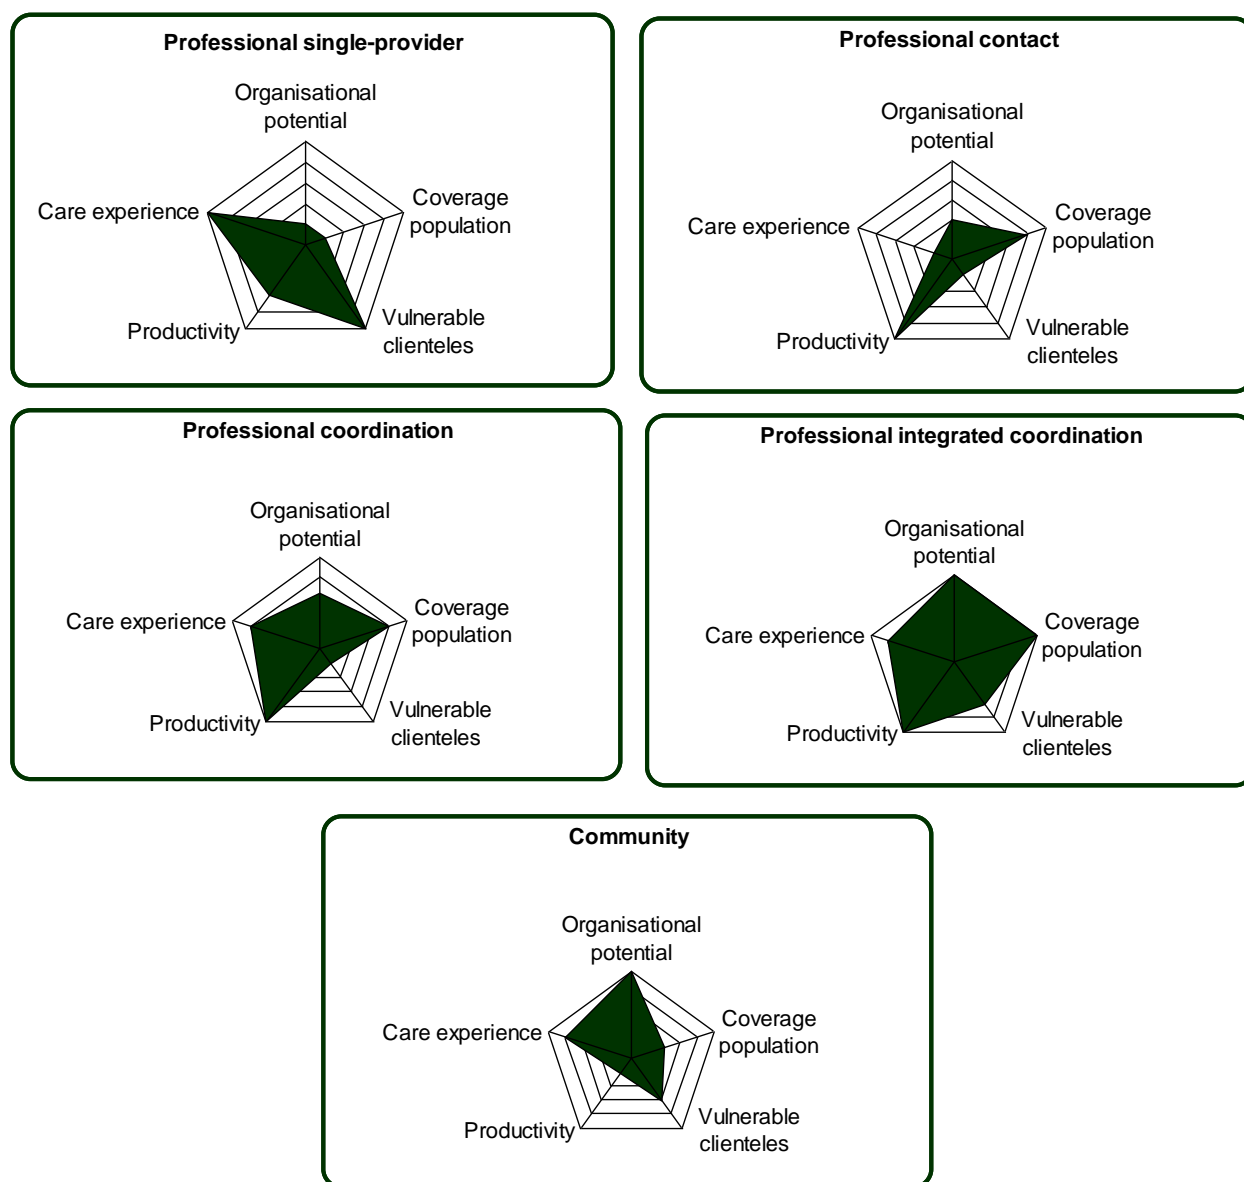 Professional single-provider
Organisational
potential
Care experience
Coverage
population
Productivity
Vulnerable
clienteles
Professional contact
Organisational
potential
Care experience
Coverage
population
Productivity
Vulnerable
clienteles
Professional coordination
Organisational
potential
Care experience
Coverage
population
Productivity
Vulnerable
clienteles
Professional integrated coordination
Organisational
potential
Care experience
Coverage
population
Productivity
Vulnerable
clienteles
Community
Organisational
potential
Care experience
Coverage
population
Productivity
Vulnerable
clienteles